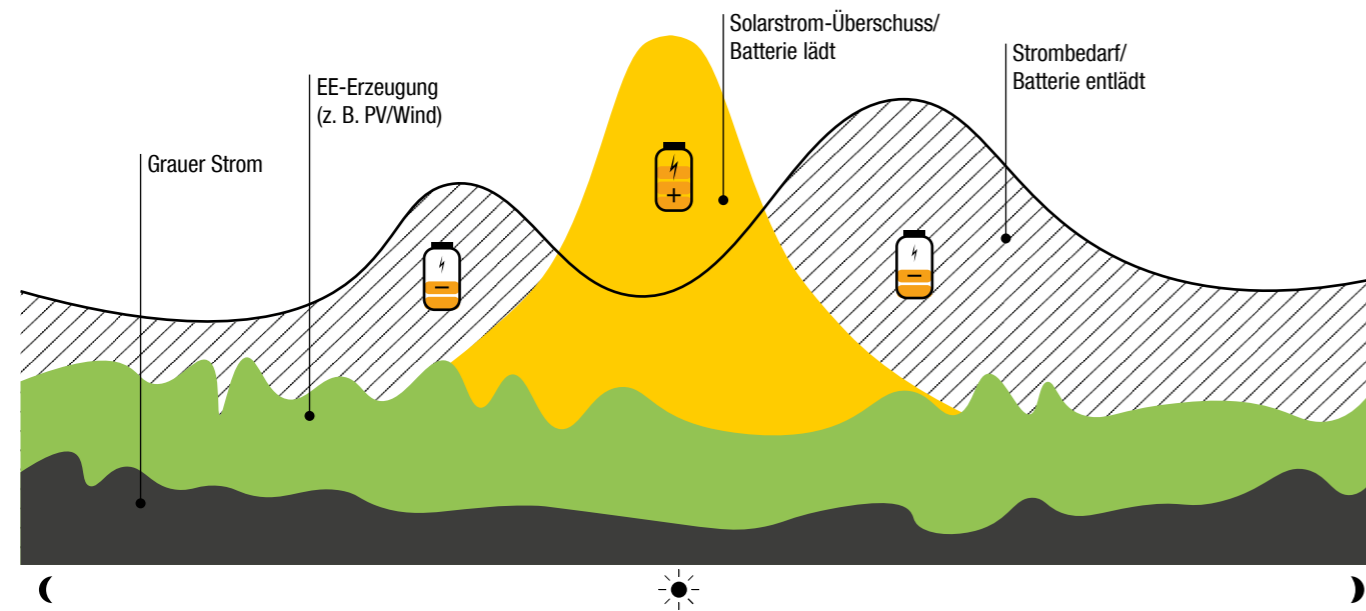 Solarstrom-Überschuss/
Batterie lädt
Strombedarf/
Batterie entlädt
EE-Erzeugung
(z. B. PV/Wind)
Grauer Strom